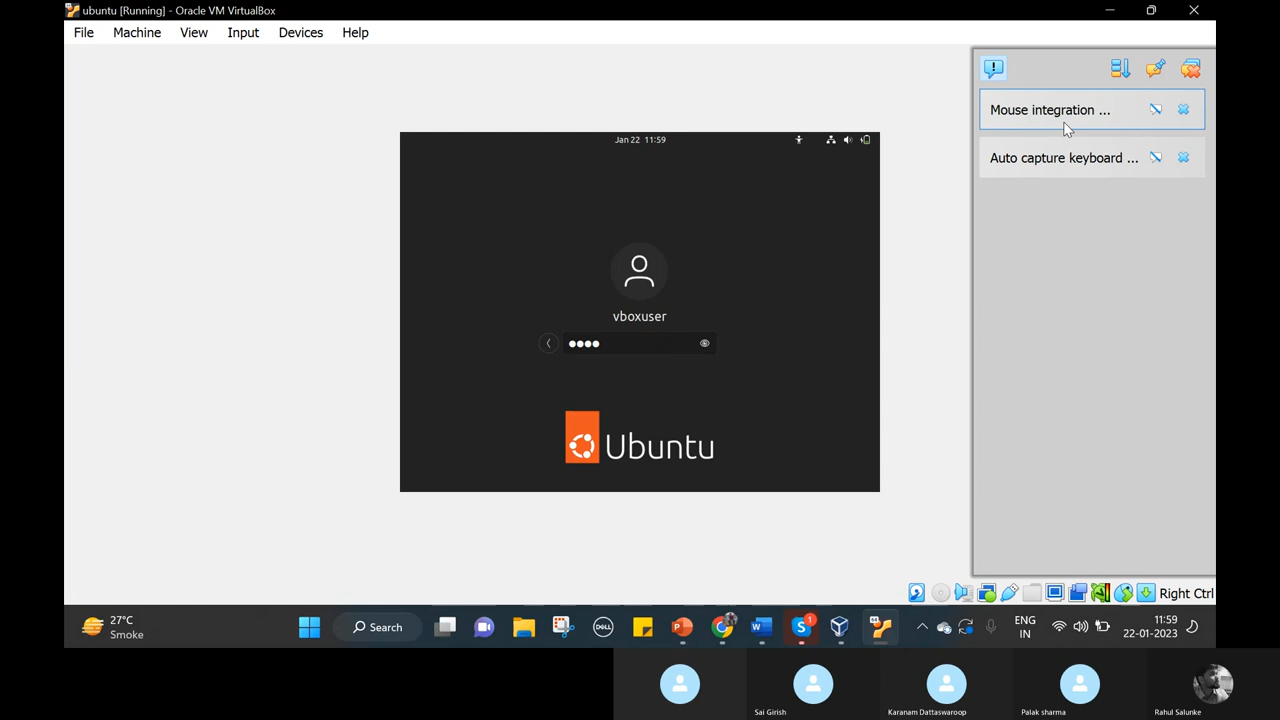 ubuntu [Running] - Oracle VM VirtualBox
File Machine View Input Devices Help
Mouse integration ...
Auto capture keyboard ...
Jan 22 11:59
vboxuser
Ubuntu
Right Ctrl
27°C
Smoke
Search
DELL
1
ENG
IN
11:59
22-01-2023
Sai Girish
Karanam Dattaswaroop
Palak sharma
Rahul Salunke